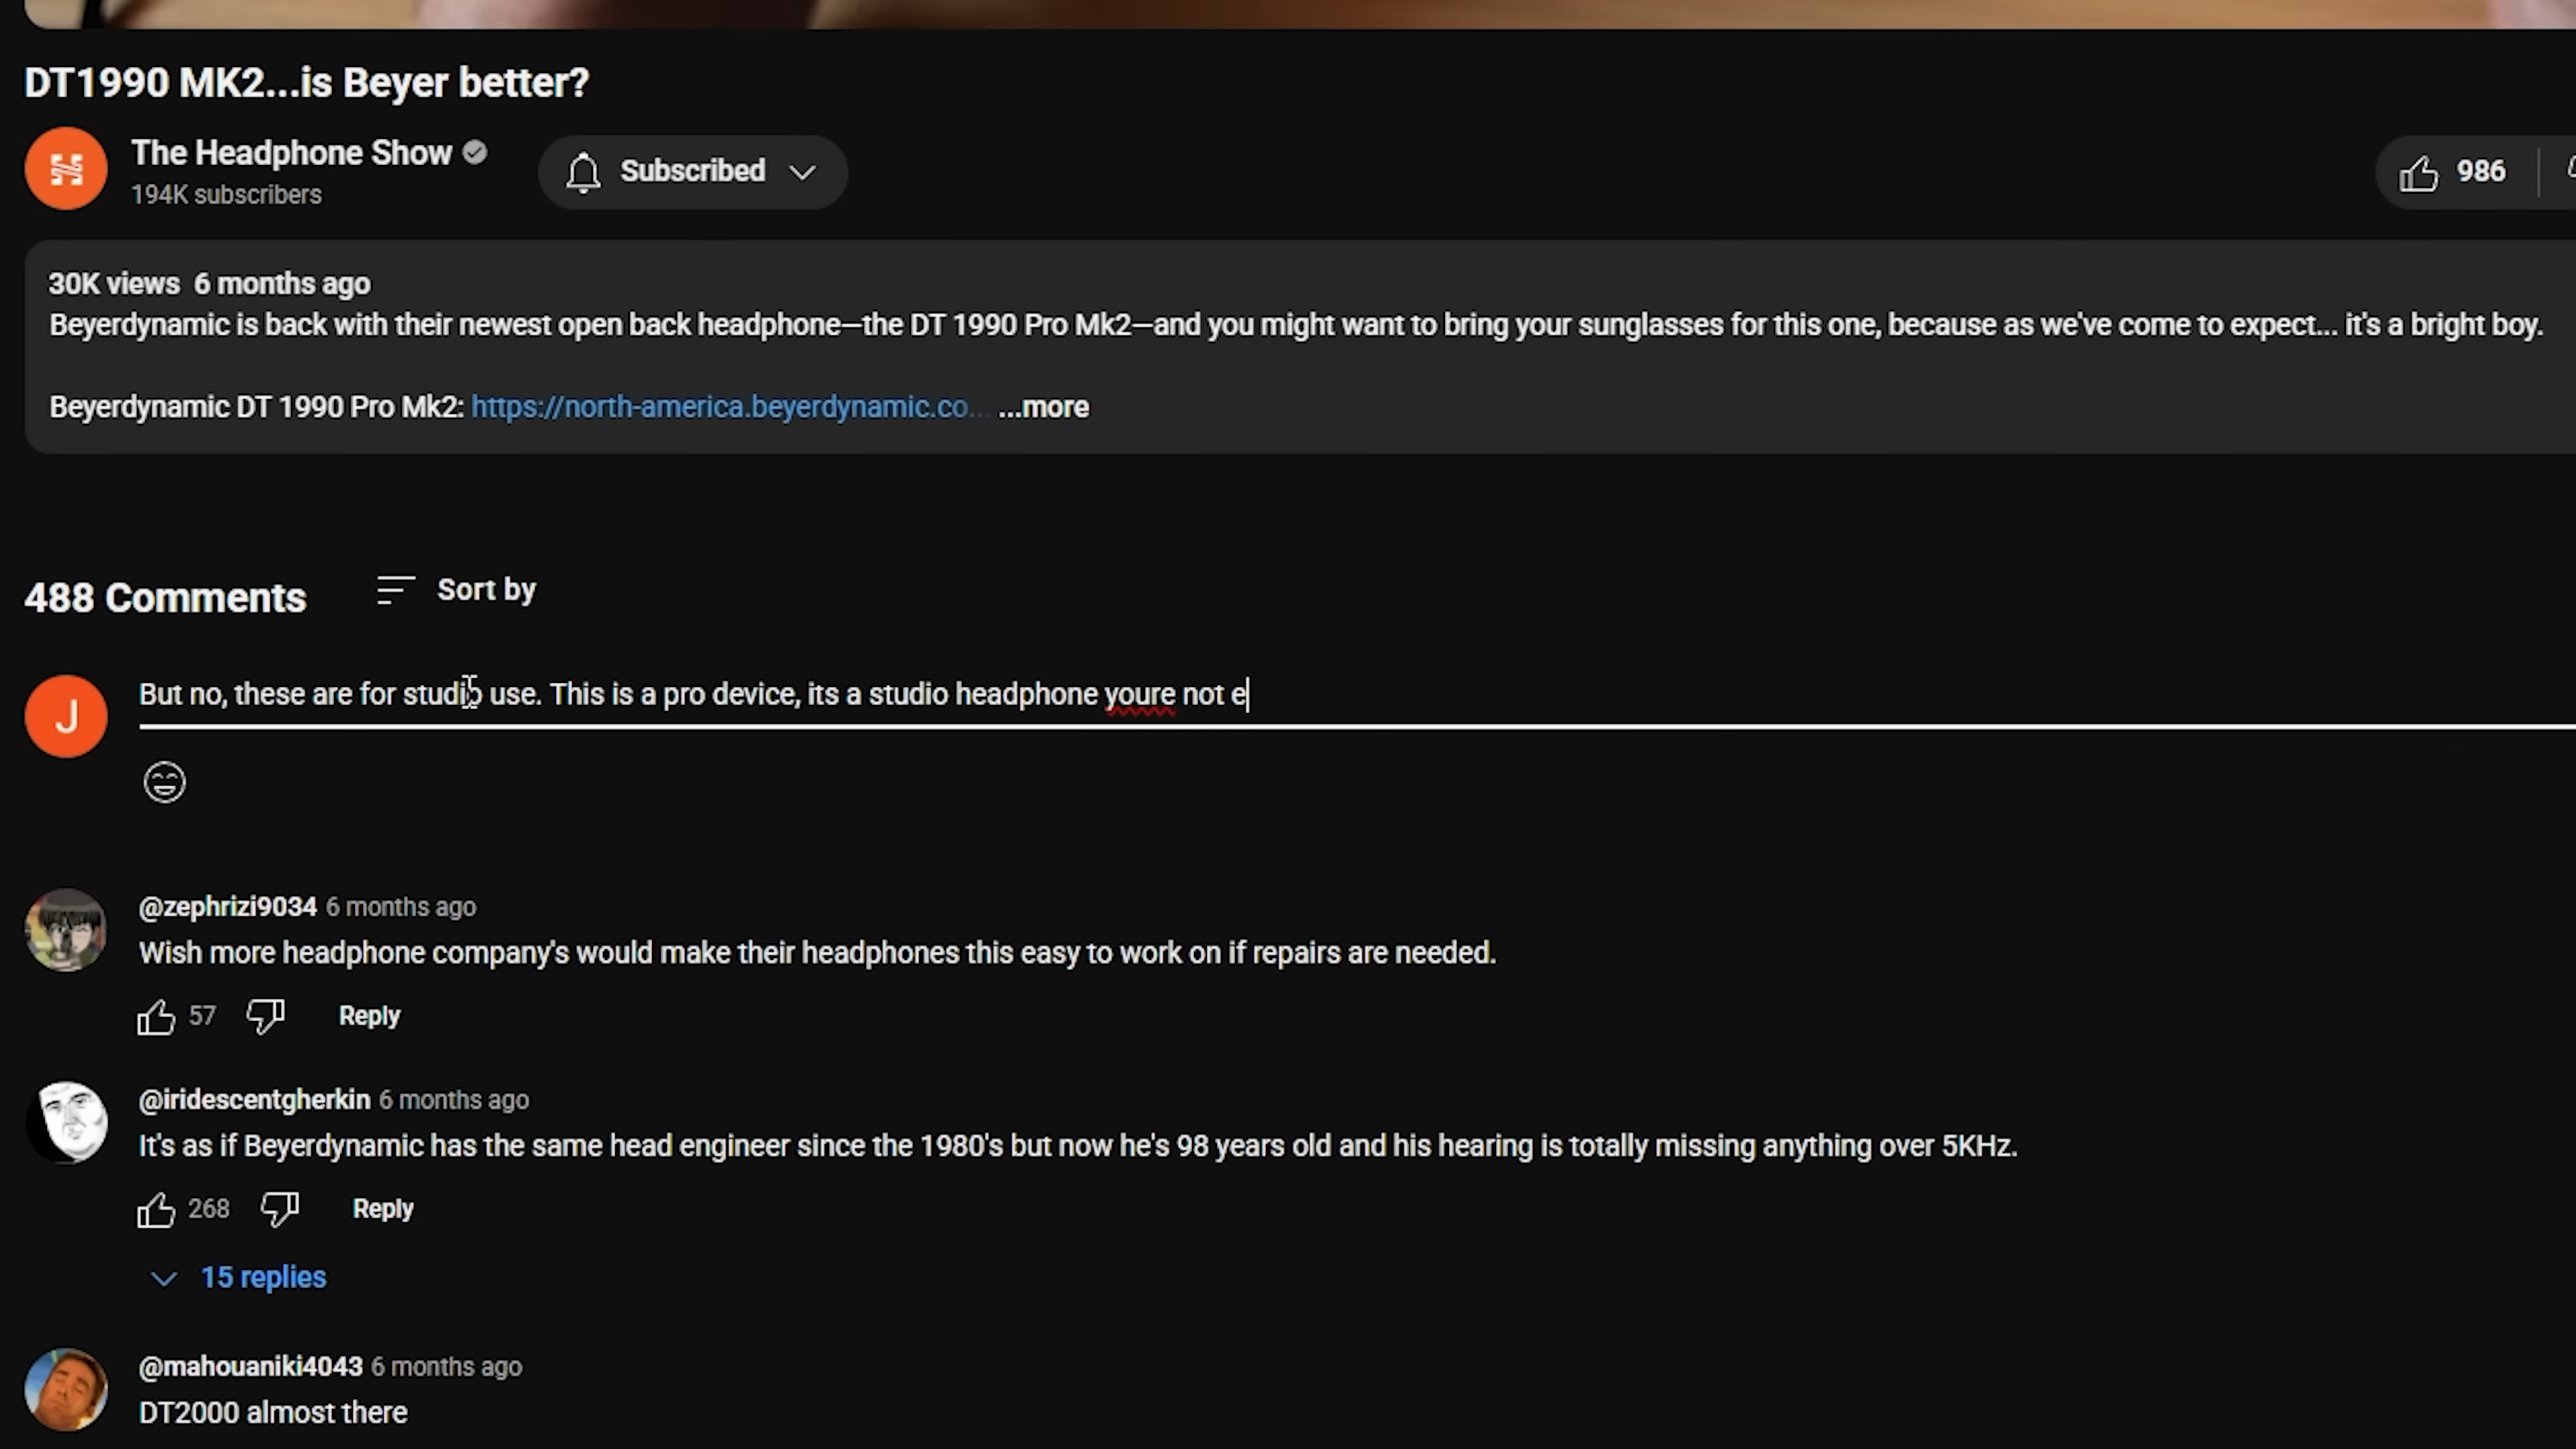 DT1990 MK2...is Beyer better?
The Headphone Show
194K subscribers
Subscribed
986
30K views 6 months ago
Beyerdynamic is back with their newest open back headphone—the DT 1990 Pro Mk2—and you might want to bring your sunglasses for this one, because as we've come to expect... it's a bright boy.
Beyerdynamic DT 1990 Pro Mk2: https://north-america.beyerdynamic.co... ...more
488 Comments
Sort by
J
But no, these are for studio use. This is a pro device, its a studio headphone youre not e
@zephrizi9034 6 months ago
Wish more headphone company's would make their headphones this easy to work on if repairs are needed.
57
Reply
@iridescentgherkin 6 months ago
It's as if Beyerdynamic has the same head engineer since the 1980's but now he's 98 years old and his hearing is totally missing anything over 5KHz.
268
Reply
15 replies
@mahouaniki4043 6 months ago
DT2000 almost there